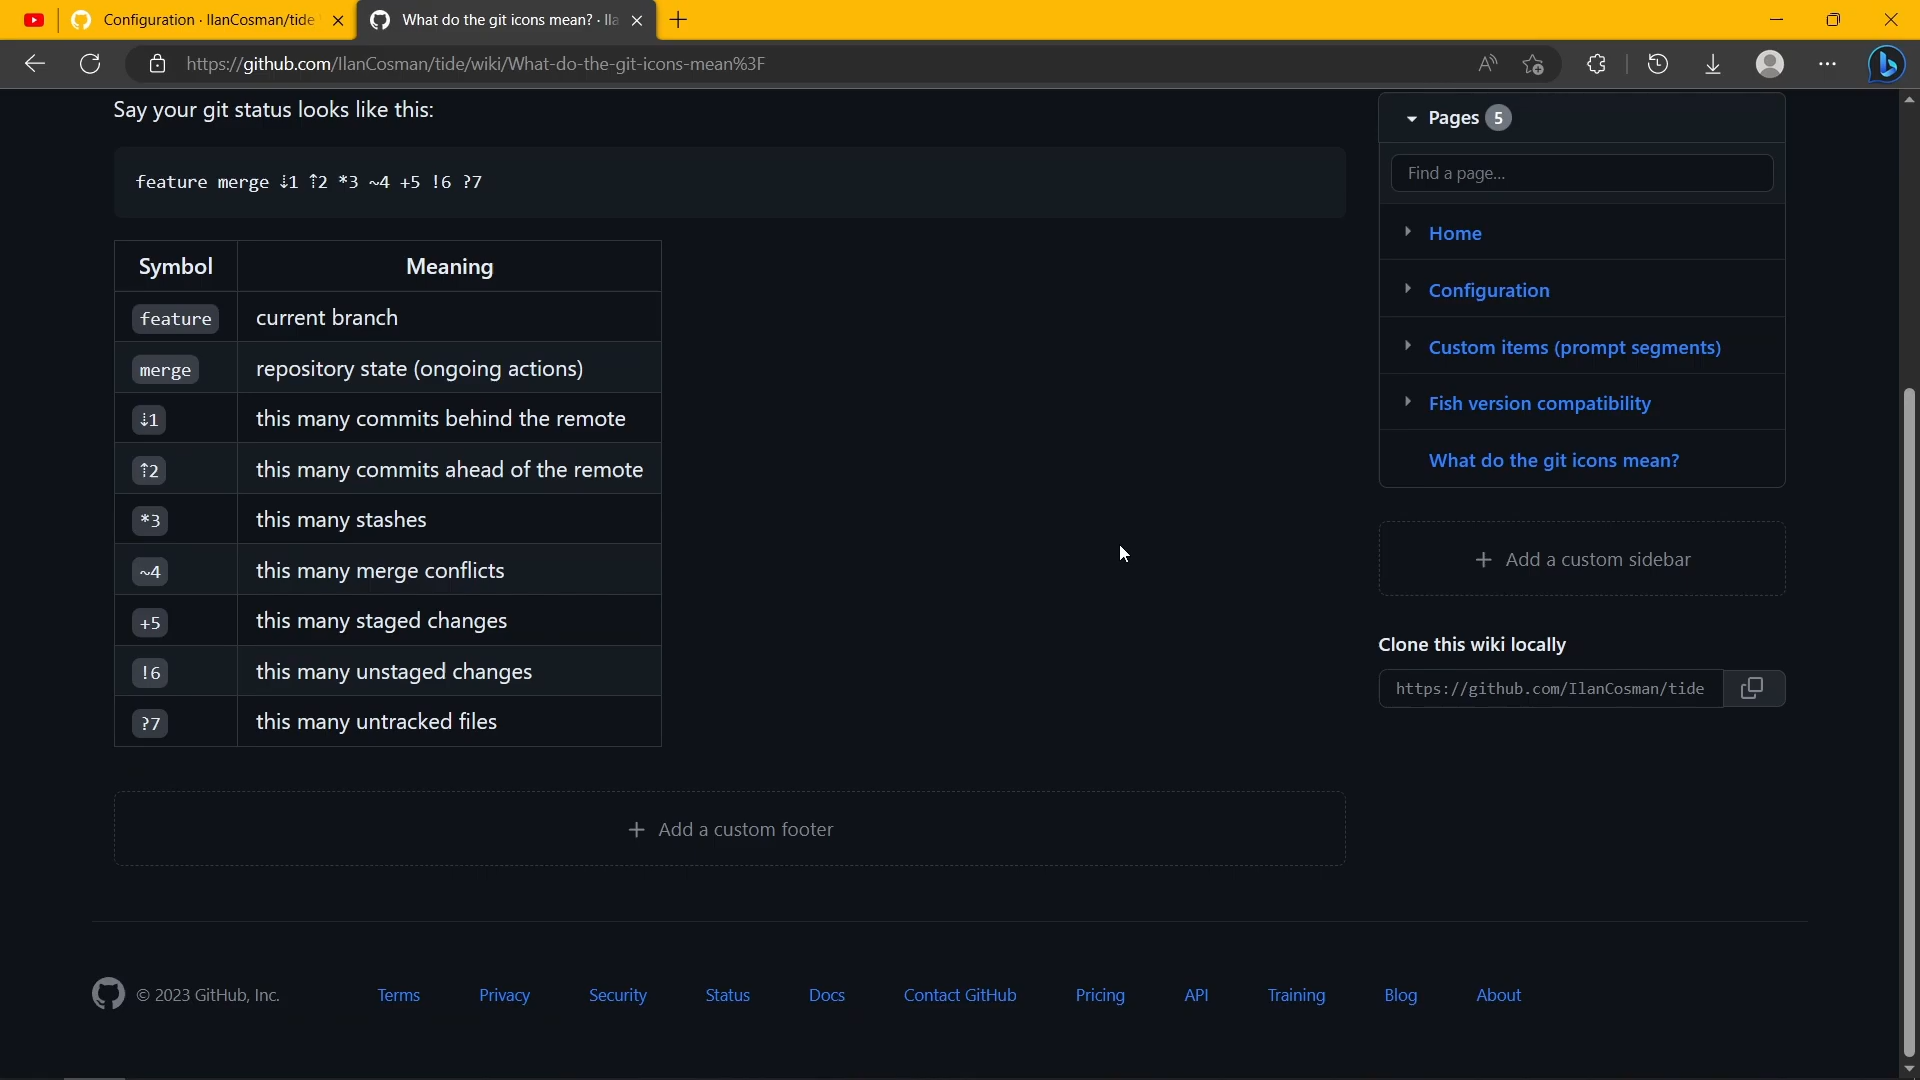 Configuration · IlanCosman/tide
What do the git icons mean? · Ila
https://github.com/IlanCosman/tide/wiki/What-do-the-git-icons-mean%3F
Say your git status looks like this:
feature merge ⇣1 ⇡2 *3 ~4 +5 !6 ?7
Symbol Meaning
feature current branch
merge repository state (ongoing actions)
⇣1 this many commits behind the remote
⇡2 this many commits ahead of the remote
*3 this many stashes
~4 this many merge conflicts
+5 this many staged changes
!6 this many unstaged changes
?7 this many untracked files
+ Add a custom footer
Pages 5
Find a page...
Home
Configuration
Custom items (prompt segments)
Fish version compatibility
What do the git icons mean?
+ Add a custom sidebar
Clone this wiki locally
https://github.com/IlanCosman/tide
© 2023 GitHub, Inc. Terms Privacy Security Status Docs Contact GitHub Pricing API Training Blog About